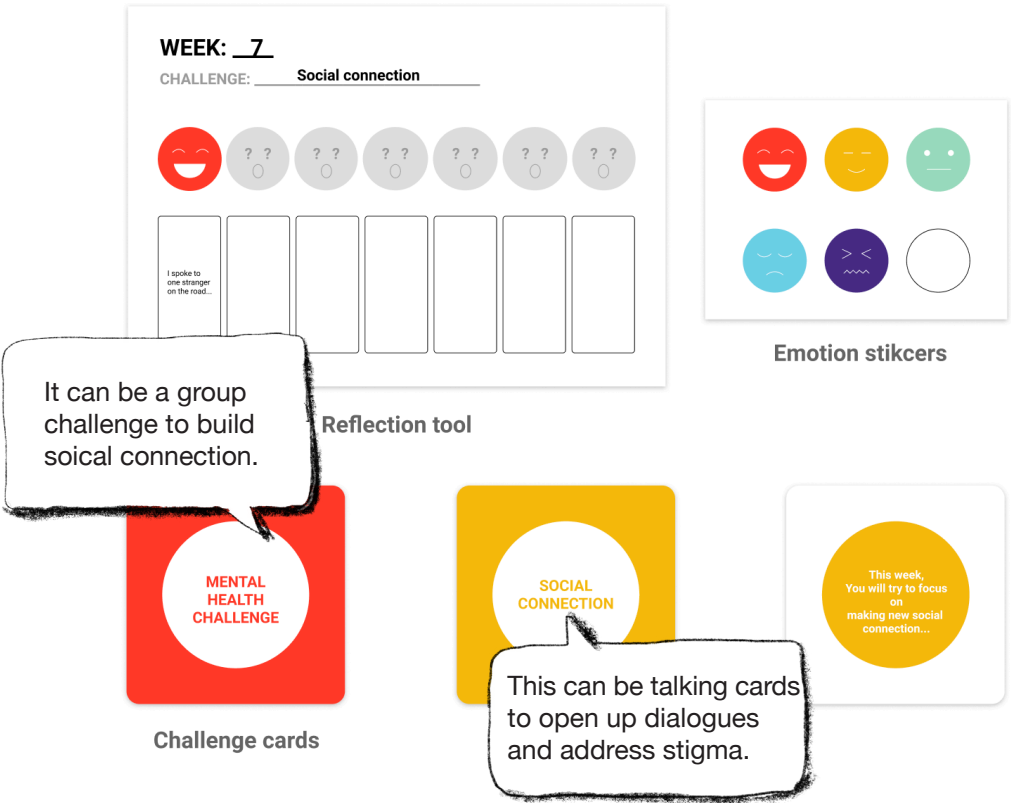 WEEK: 7
CHALLENGE: Social connection
? ? ? ? ? ? ? ? ? ? ? ?
I spoke to
one stranger
on the road...
Emotion stikcers
It can be a group
challenge to build
soical connection.
Reflection tool
MENTAL
HEALTH
CHALLENGE
Challenge cards
SOCIAL
CONNECTION
This can be talking cards
to open up dialogues
and address stigma.
This week,
You will try to focus
on
making new social
connection...